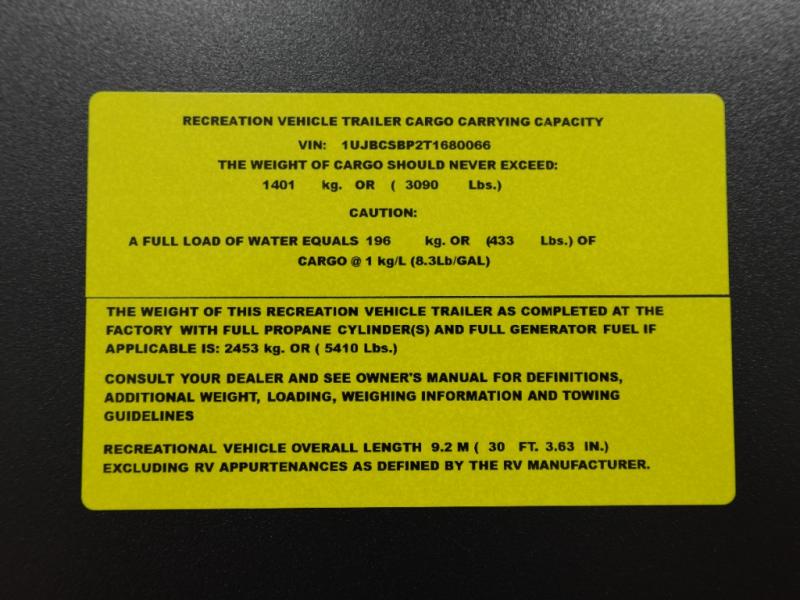 RECREATION VEHICLE TRAILER CARGO CARRYING CAPACITY
VIN: 1UJBCSBP2T1680066
THE WEIGHT OF CARGO SHOULD NEVER EXCEED:
1401 kg. OR ( 3090 Lbs.)
CAUTION:
A FULL LOAD OF WATER EQUALS 196 kg. OR (433 Lbs.) OF
CARGO @ 1 kg/L (8.3Lb/GAL)
THE WEIGHT OF THIS RECREATION VEHICLE TRAILER AS COMPLETED AT THE
FACTORY WITH FULL PROPANE CYLINDER(S) AND FULL GENERATOR FUEL IF
APPLICABLE IS: 2453 kg. OR ( 5410 Lbs.)
CONSULT YOUR DEALER AND SEE OWNER'S MANUAL FOR DEFINITIONS,
ADDITIONAL WEIGHT, LOADING, WEIGHING INFORMATION AND TOWING
GUIDELINES
RECREATIONAL VEHICLE OVERALL LENGTH 9.2 M ( 30 FT. 3.63 IN.)
EXCLUDING RV APPURTENANCES AS DEFINED BY THE RV MANUFACTURER.